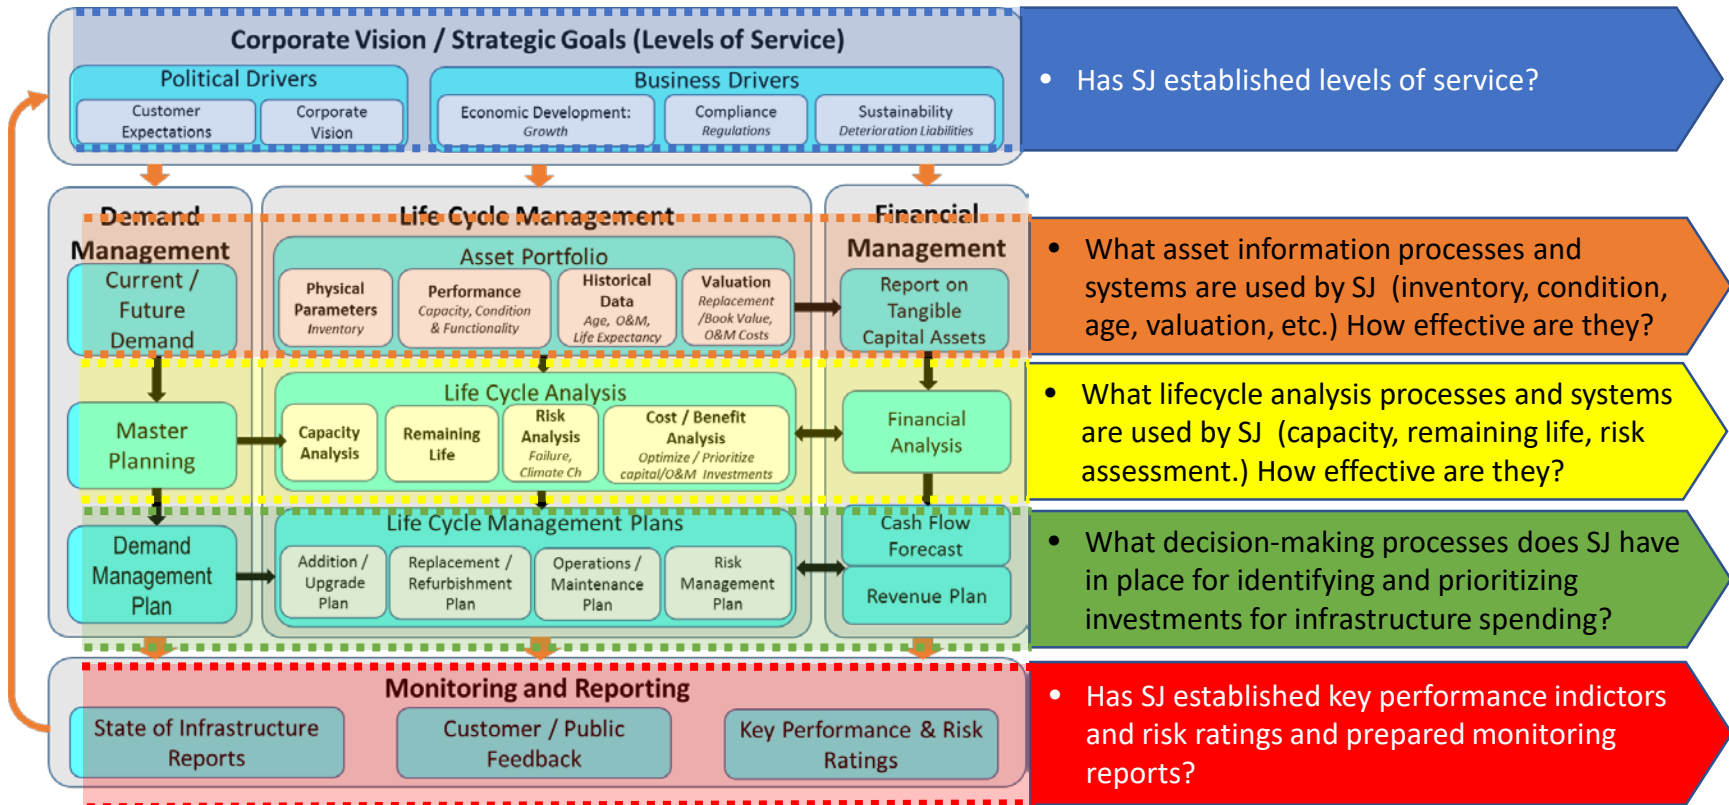 Corporate Vision / Strategic Goals (Levels of Service)
Political Drivers
Customer
Expectations
Corporate
Vision
Business Drivers
Economic Development:
Growth
Compliance
Regulations
Sustainability
Deterioration Liabilities
• Has SJ established levels of service?
Demand
Management
Current /
Future
Demand
Master
Planning
Demand
Management
Plan
Life Cycle Management
Asset Portfolio
Physical
Parameters
Inventory
Performance
Capacity, Condition
& Functionality
Historical
Data
Age, O&M,
Life Expectancy
Valuation
Replacement
/Book Value,
O&M Costs
Life Cycle Analysis
Capacity
Analysis
Remaining
Life
Risk
Analysis
Failure,
Climate Ch
Cost / Benefit
Analysis
Optimize / Prioritize
capital/O&M Investments
Life Cycle Management Plans
Addition /
Upgrade
Plan
Replacement /
Refurbishment
Plan
Operations /
Maintenance
Plan
Risk
Management
Plan
Financial
Management
Report on
Tangible
Capital Assets
Financial
Analysis
Cash Flow
Forecast
Revenue Plan
• What asset information processes and
systems are used by SJ (inventory, condition,
age, valuation, etc.) How effective are they?
• What lifecycle analysis processes and systems
are used by SJ (capacity, remaining life, risk
assessment.) How effective are they?
• What decision-making processes does SJ have
in place for identifying and prioritizing
investments for infrastructure spending?
Monitoring and Reporting
State of Infrastructure
Reports
Customer / Public
Feedback
Key Performance & Risk
Ratings
• Has SJ established key performance indictors
and risk ratings and prepared monitoring
reports?